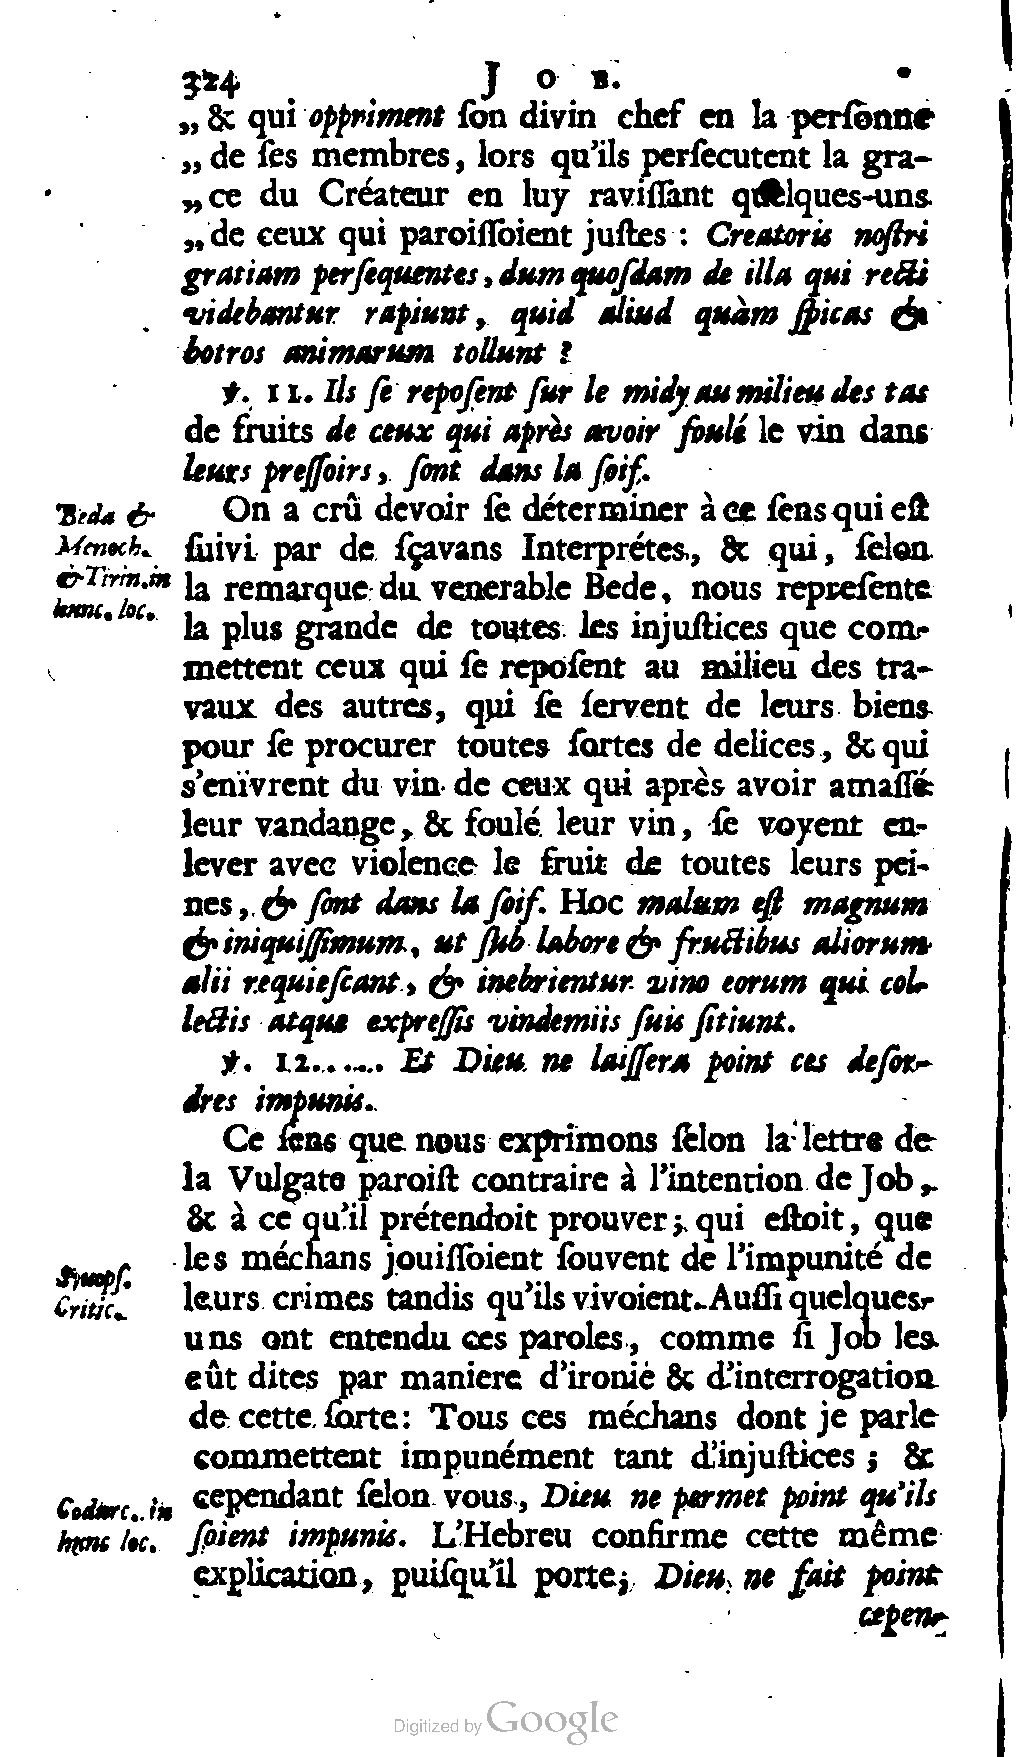 324 J O B.
„ & qui oppriment ſon divin chef en la perſonne
„ de ſes membres, lors qu'ils perſecutent la gra-
„ ce du Créateur en luy raviſſant quelques-uns
„ de ceux qui paroiſſoient juſtes : Creatoris noſtri
gratiam perſequentes, dum quoſdam de illa qui recti
videbantur rapiunt, quid aliud quàm ſpicas &
botros animarum tollunt ?
℣. 11. Ils ſe repoſent ſur le midy au milieu des tas
de fruits de ceux qui après avoir foulé le vin dans
leurs preſſoirs, ſont dans la ſoif.
On a crû devoir ſe déterminer à ce ſens qui eſt
Beda &
Menoch.
& Tirin. in
hunc. loc.
ſuivi par de ſçavans Interprétes, & qui, ſelon
la remarque du venerable Bede, nous repreſente
la plus grande de toutes les injuſtices que com-
mettent ceux qui ſe repoſent au milieu des tra-
vaux des autres, qui ſe ſervent de leurs biens
pour ſe procurer toutes ſortes de delices, & qui
s'enïvrent du vin de ceux qui après avoir amaſſé
leur vandange, & foulé leur vin, ſe voyent en-
lever avec violence le fruit de toutes leurs pei-
nes, & ſont dans la ſoif. Hoc malum eſt magnum
& iniquiſſimum, ut ſub labore & fructibus aliorum
alii requieſcant, & inebrientur vino eorum qui col-
lectis atque expreſſis vindemiis ſuis ſitiunt.
℣. 12...... Et Dieu ne laiſſera point ces deſor-
dres impunis.
Ce ſens que nous exprimons ſelon la lettre de
la Vulgate paroiſt contraire à l'intention de Job,
& à ce qu'il prétendoit prouver; qui eſtoit, que
les méchans jouiſſoient ſouvent de l'impunité de
Synopſ.
Critic.
leurs crimes tandis qu'ils vivoient. Auſſi quelques-
uns ont entendu ces paroles, comme ſi Job les
eût dites par maniere d'ironie & d'interrogation
de cette ſorte: Tous ces méchans dont je parle
commettent impunément tant d'injuſtices ; &
Codurc. in
hunc loc.
cependant ſelon vous, Dieu ne permet point qu'ils
ſoient impunis. L'Hebreu confirme cette même
explication, puiſqu'il porte; Dieu ne fait point
cepen-
Digitized by Google